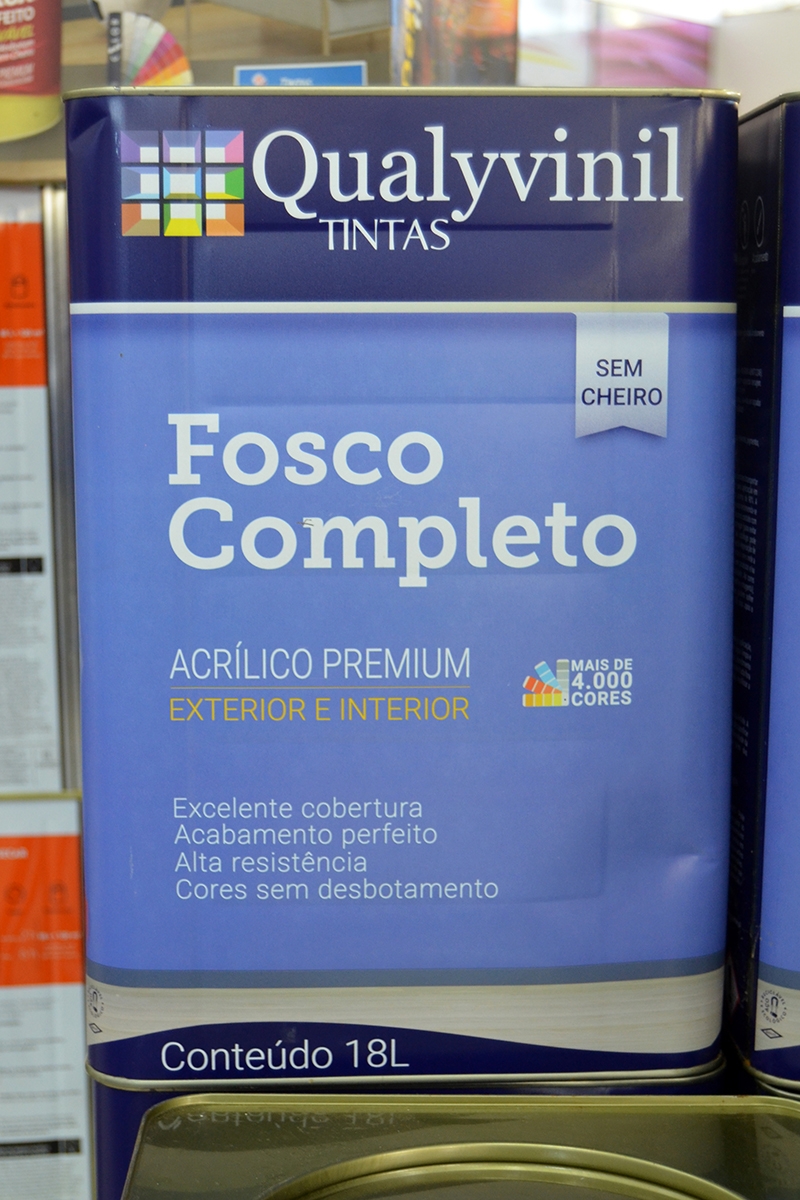 Qualyvinil
TINTAS
SEM
CHEIRO
Fosco
Completo
ACRÍLICO PREMIUM
EXTERIOR E INTERIOR
MAIS DE
4.000
CORES
Excelente cobertura
Acabamento perfeito
Alta resistência
Cores sem desbotamento
Conteúdo 18L